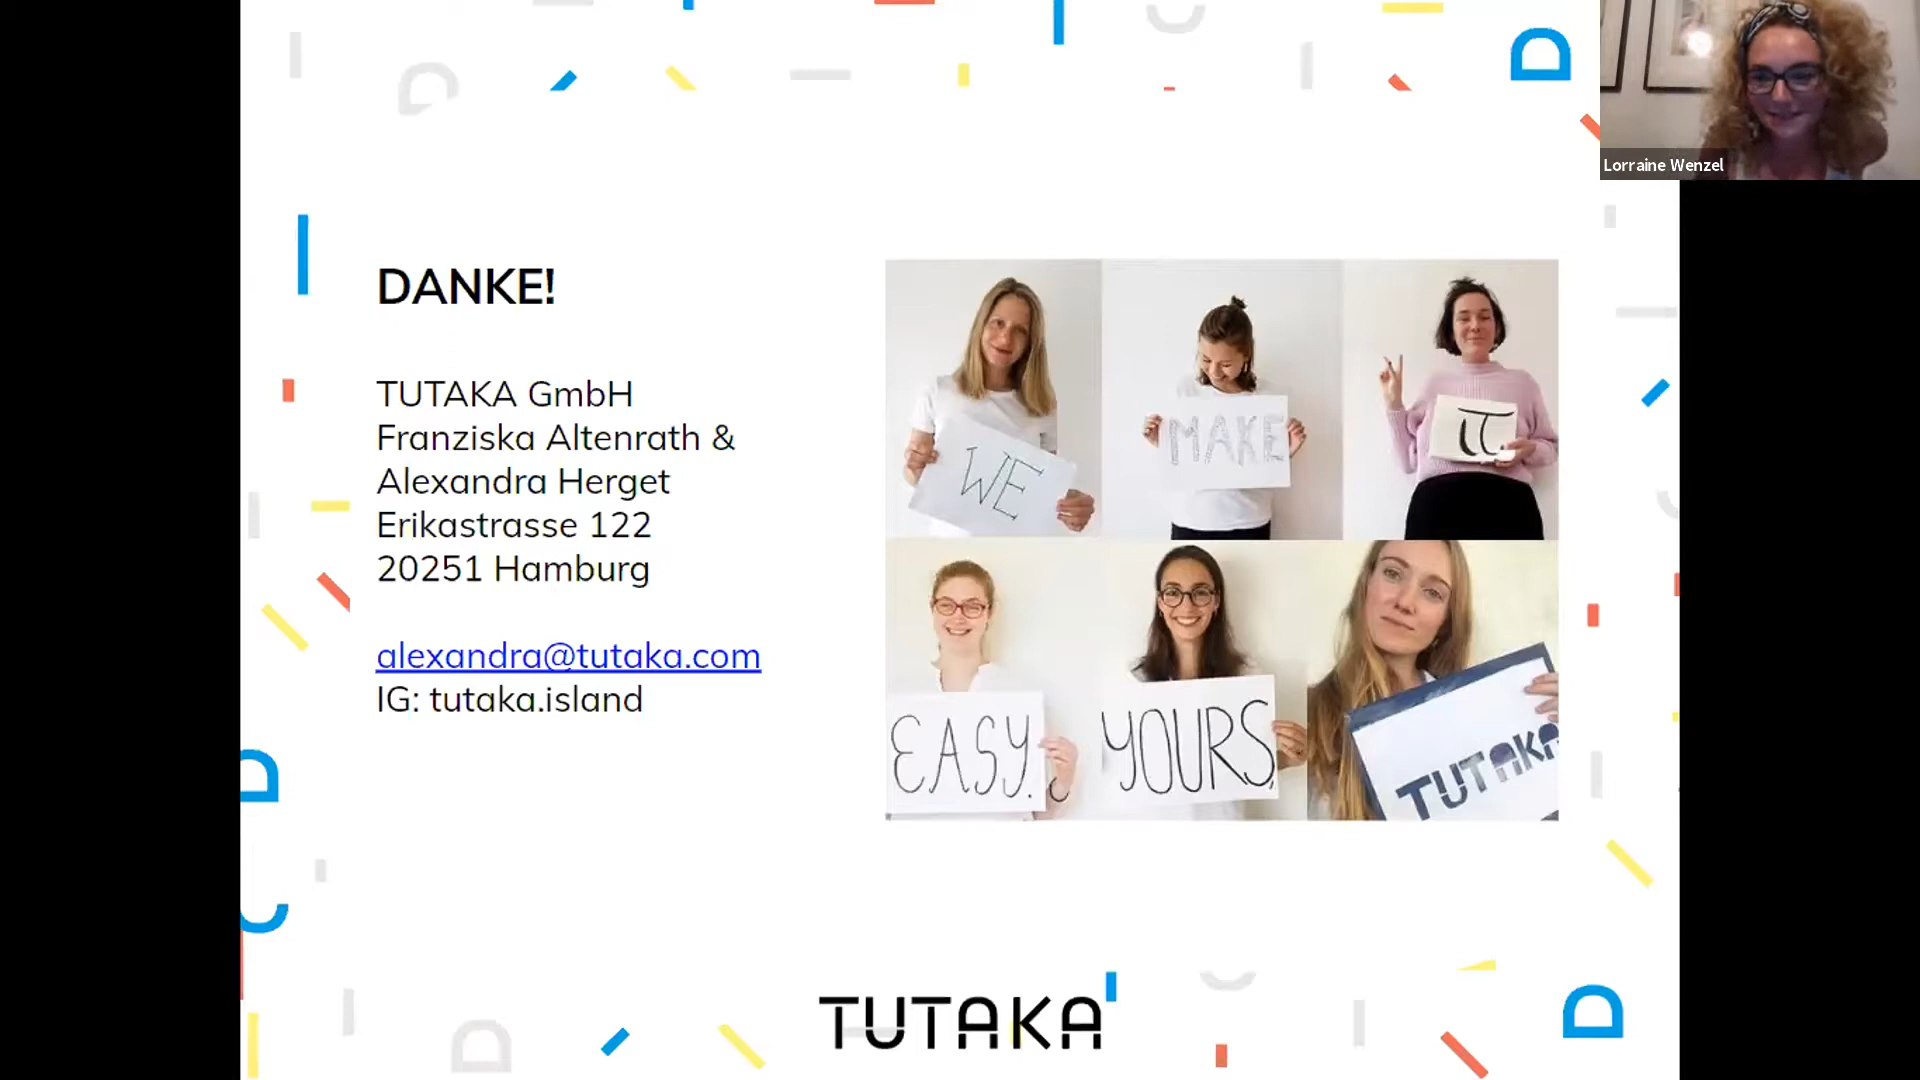 Lorraine Wenzel
DANKE!
TUTAKA GmbH
Franziska Altenrath &
Alexandra Herget
Erikastrasse 122
20251 Hamburg
alexandra@tutaka.com
IG: tutaka.island
WE
MAKE
IT
EASY.
YOURS,
TUTAKA
TUTAKA